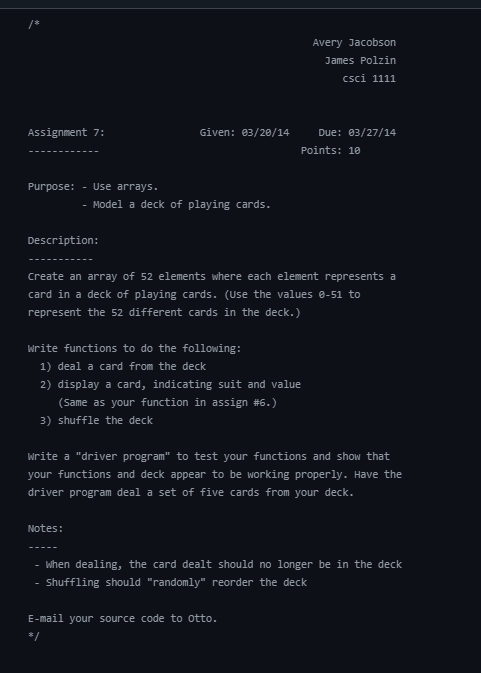 /*
Avery Jacobson
James Polzin
csci 1111
Assignment 7: Given: 03/20/14 Due: 03/27/14
------------ Points: 10
Purpose: - Use arrays.
- Model a deck of playing cards.
Description:
-----------
Create an array of 52 elements where each element represents a
card in a deck of playing cards. (Use the values 0-51 to
represent the 52 different cards in the deck.)
Write functions to do the following:
1) deal a card from the deck
2) display a card, indicating suit and value
(Same as your function in assign #6.)
3) shuffle the deck
Write a "driver program" to test your functions and show that
your functions and deck appear to be working properly. Have the
driver program deal a set of five cards from your deck.
Notes:
-----
- When dealing, the card dealt should no longer be in the deck
- Shuffling should "randomly" reorder the deck
E-mail your source code to Otto.
*/